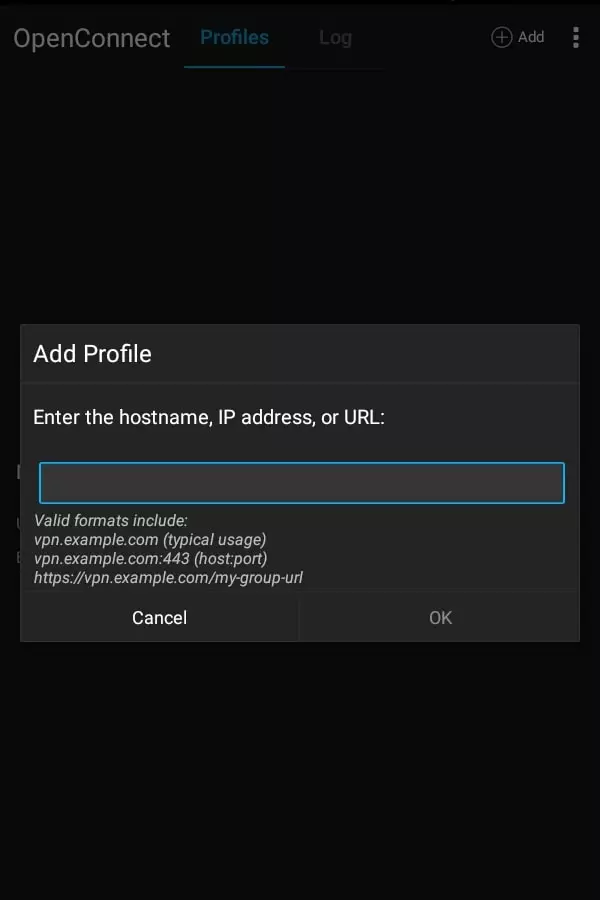 OpenConnect Profiles Log Add
Add Profile
Enter the hostname, IP address, or URL:
Valid formats include:
vpn.example.com (typical usage)
vpn.example.com:443 (host:port)
https://vpn.example.com/my-group-url
Cancel OK